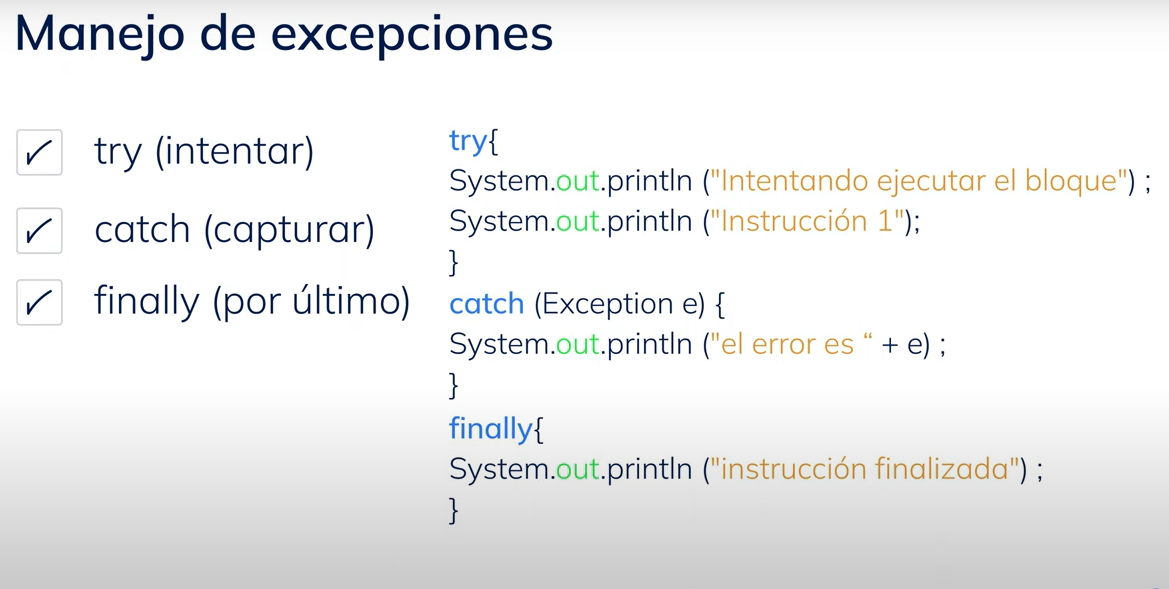 Manejo de excepciones
try (intentar)
catch (capturar)
finally (por último)
try{
System.out.println ("Intentando ejecutar el bloque") ;
System.out.println ("Instrucción 1");
}
catch (Exception e) {
System.out.println ("el error es “ + e) ;
}
finally{
System.out.println ("instrucción finalizada") ;
}